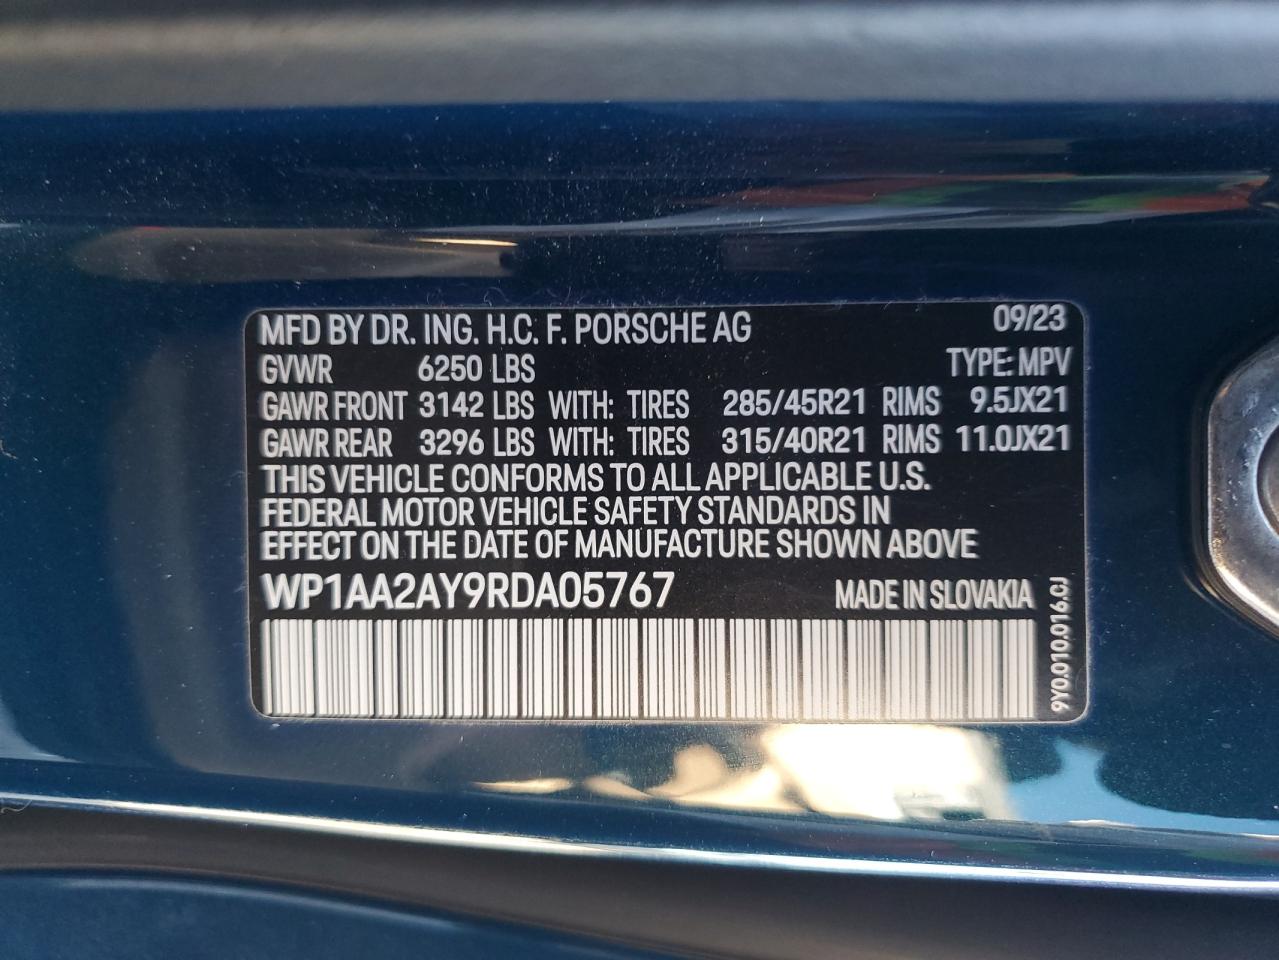 MFD BY DR. ING. H.C. F. PORSCHE AG 09/23
GVWR 6250 LBS TYPE: MPV
GAWR FRONT 3142 LBS WITH: TIRES 285/45R21 RIMS 9.5JX21
GAWR REAR 3296 LBS WITH: TIRES 315/40R21 RIMS 11.0JX21
THIS VEHICLE CONFORMS TO ALL APPLICABLE U.S.
FEDERAL MOTOR VEHICLE SAFETY STANDARDS IN
EFFECT ON THE DATE OF MANUFACTURE SHOWN ABOVE
WP1AA2AY9RDA05767 MADE IN SLOVAKIA
9Y0.010.016.CJ